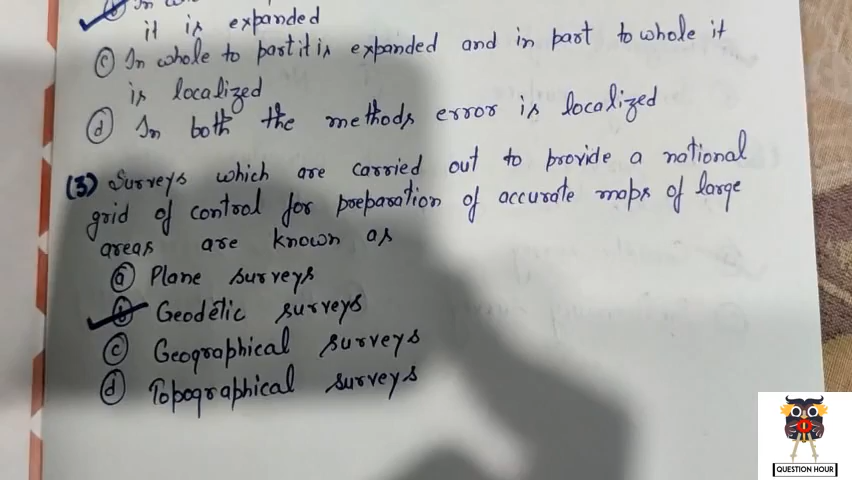 (b) In
it is expanded
(c) In whole to part it is expanded and in part to whole it
is localized
(d) In both the methods error is localized
(3) Surveys which are carried out to provide a national
grid of control for preparation of accurate maps of large
areas are known as
(a) Plane surveys
(b) Geodetic surveys
(c) Geographical surveys
(d) Topographical surveys
QUESTION HOUR